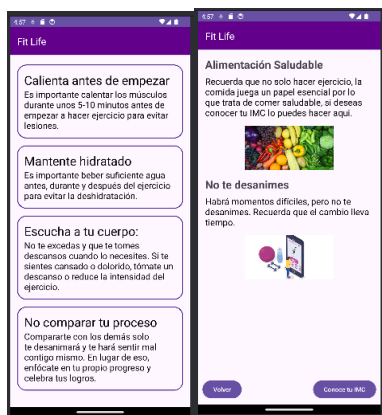 4:57
Fit Life
Calienta antes de empezar
Es importante calentar los músculos
durante unos 5-10 minutos antes de
empezar a hacer ejercicio para evitar
lesiones.
Mantente hidratado
Es importante beber suficiente agua
antes, durante y después del ejercicio
para evitar la deshidratación.
Escucha a tu cuerpo:
No te excedas y que te tomes
descansos cuando lo necesites. Si te
sientes cansado o dolorido, tómate un
descanso o reduce la intensidad del
ejercicio.
No comparar tu proceso
Compararte con los demás solo
te desanimará y te hará sentir mal
contigo mismo. En lugar de eso,
enfócate en tu propio progreso y
celebra tus logros.
4:57
Fit Life
Alimentación Saludable
Recuerda que no solo hacer ejercicio, la
comida juega un papel esencial por lo
que trata de comer saludable, si deseas
conocer tu IMC lo puedes hacer aquí.
No te desanimes
Habrá momentos difíciles, pero no te
desanimes. Recuerda que el cambio lleva
tiempo.
Volver
Conoce tu IMC